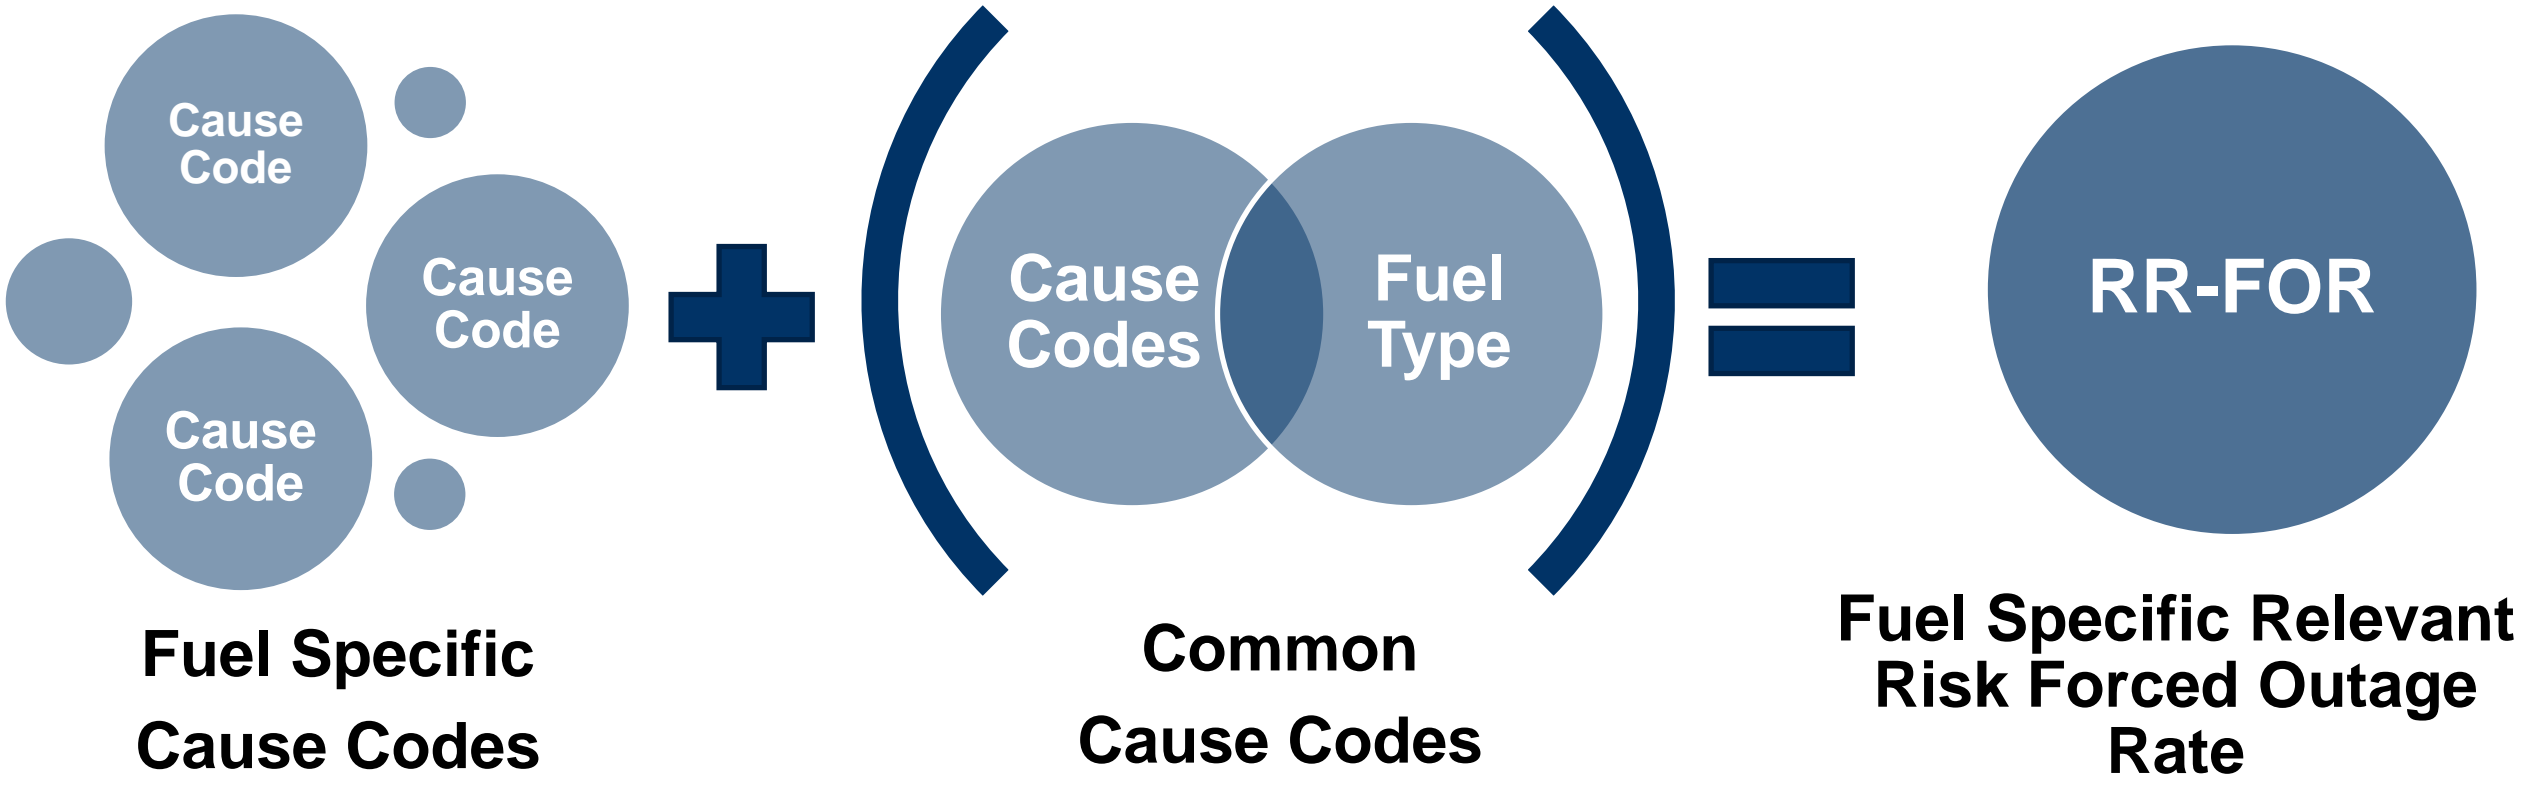 Cause
Code
Cause
Code
Cause
Code
Fuel Specific
Cause Codes
Cause
Codes
Fuel
Type
Common
Cause Codes
RR-FOR
Fuel Specific Relevant
Risk Forced Outage
Rate